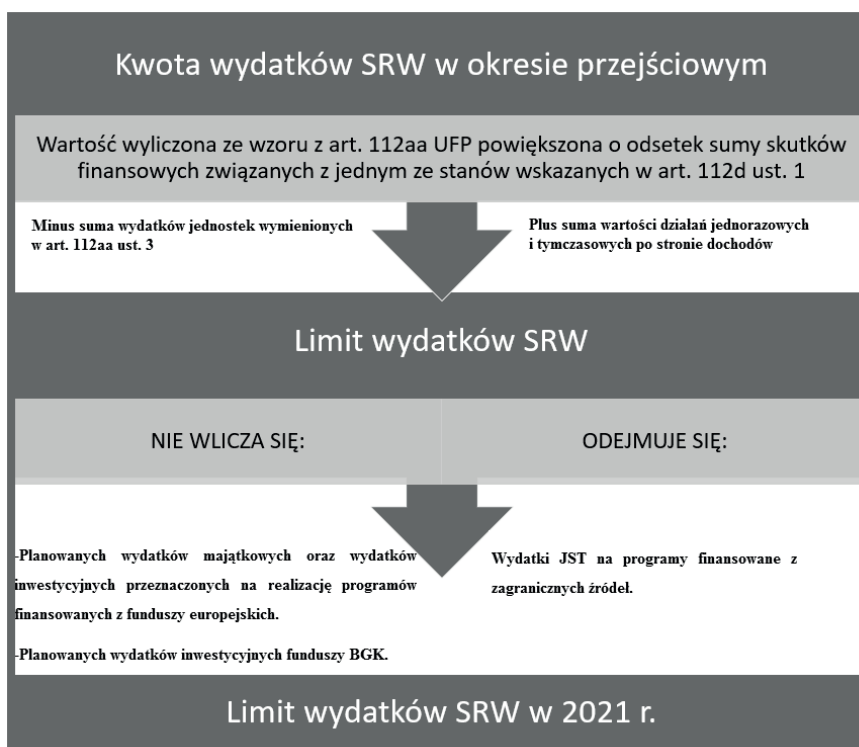 Kwota wydatków SRW w okresie przejściowym
Wartość wyliczona ze wzoru z art. 112aa UFP powiększona o odsetek sumy skutków
finansowych związanych z jednym ze stanów wskazanych w art. 112d ust. 1
Minus suma wydatków jednostek wymienionych
w art. 112aa ust. 3
Plus suma wartości działań jednorazowych
i tymczasowych po stronie dochodów
Limit wydatków SRW
NIE WLICZA SIĘ:
ODEJMUJE SIĘ:
-Planowanych wydatków majątkowych oraz wydatków
inwestycyjnych przeznaczonych na realizację programów
finansowanych z funduszy europejskich.
-Planowanych wydatków inwestycyjnych funduszy BGK.
Wydatki JST na programy finansowane z
zagranicznych źródeł.
Limit wydatków SRW w 2021 r.